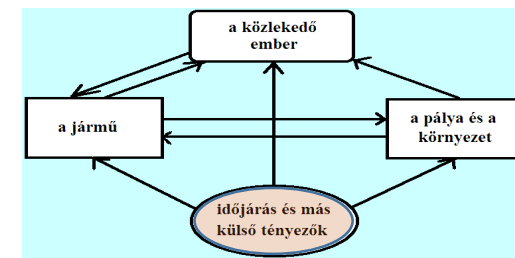 a közlekedő
ember
a jármű
a pálya és a
környezet
időjárás és más
külső tényezők